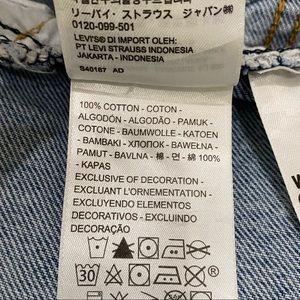 リーバイ・ストラウス ジャパン㈱
0120-099-501
LEVI'S® DI IMPORT OLEH:
PT LEVI STRAUSS INDONESIA
JAKARTA - INDONESIA
S40187 AD
100% COTTON - COTON -
ALGODÓN - ALGODÃO - PAMUK -
COTONE - BAUMWOLLE - KATOEN
- BAMBAKI - ХЛОПОК - BAWEŁNA -
PAMUT - BAVLNA - 棉 - 면 - 綿 100%
- KAPAS
EXCLUSIVE OF DECORATION -
EXCLUANT L'ORNEMENTATION -
EXCLUYENDO ELEMENTOS
DECORATIVOS - EXCLUINDO
DECORAÇÃO
30